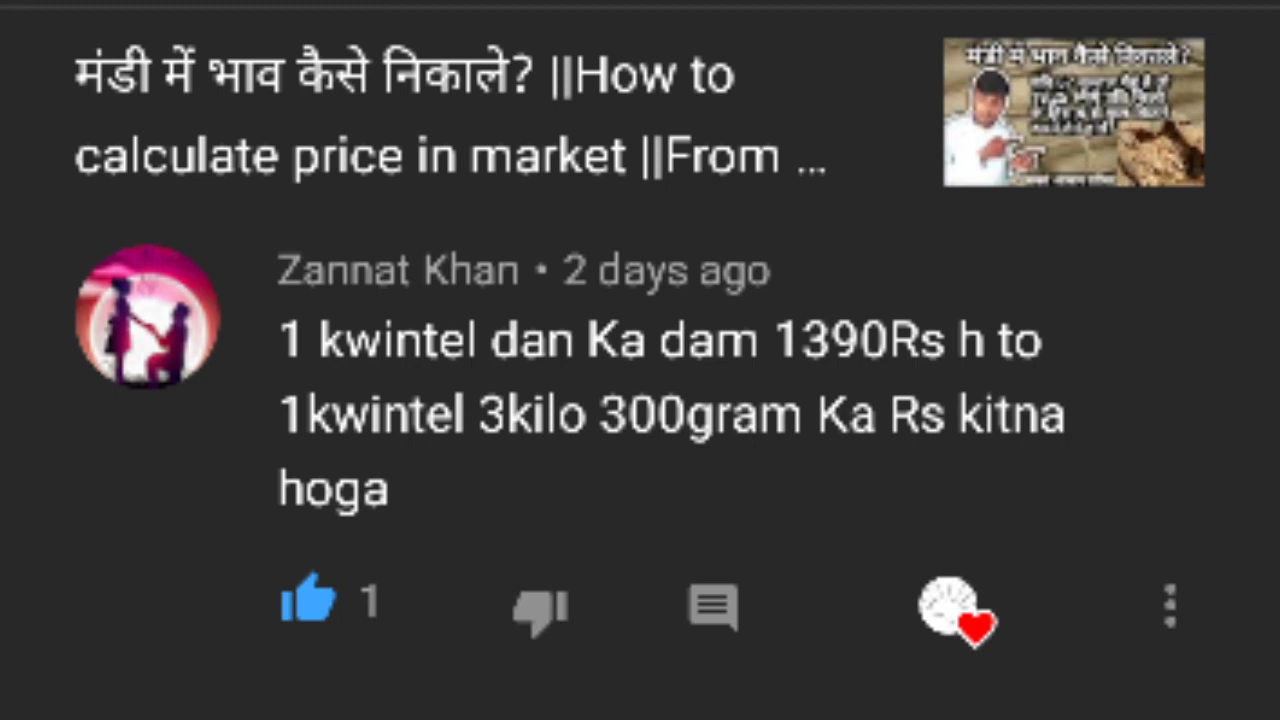 मंडी में भाव कैसे निकाले? ||How to
calculate price in market ||From ...
मंडी में भाव कैसे निकाले?
Zannat Khan • 2 days ago
1 kwintel dan Ka dam 1390Rs h to
1kwintel 3kilo 300gram Ka Rs kitna
hoga
1